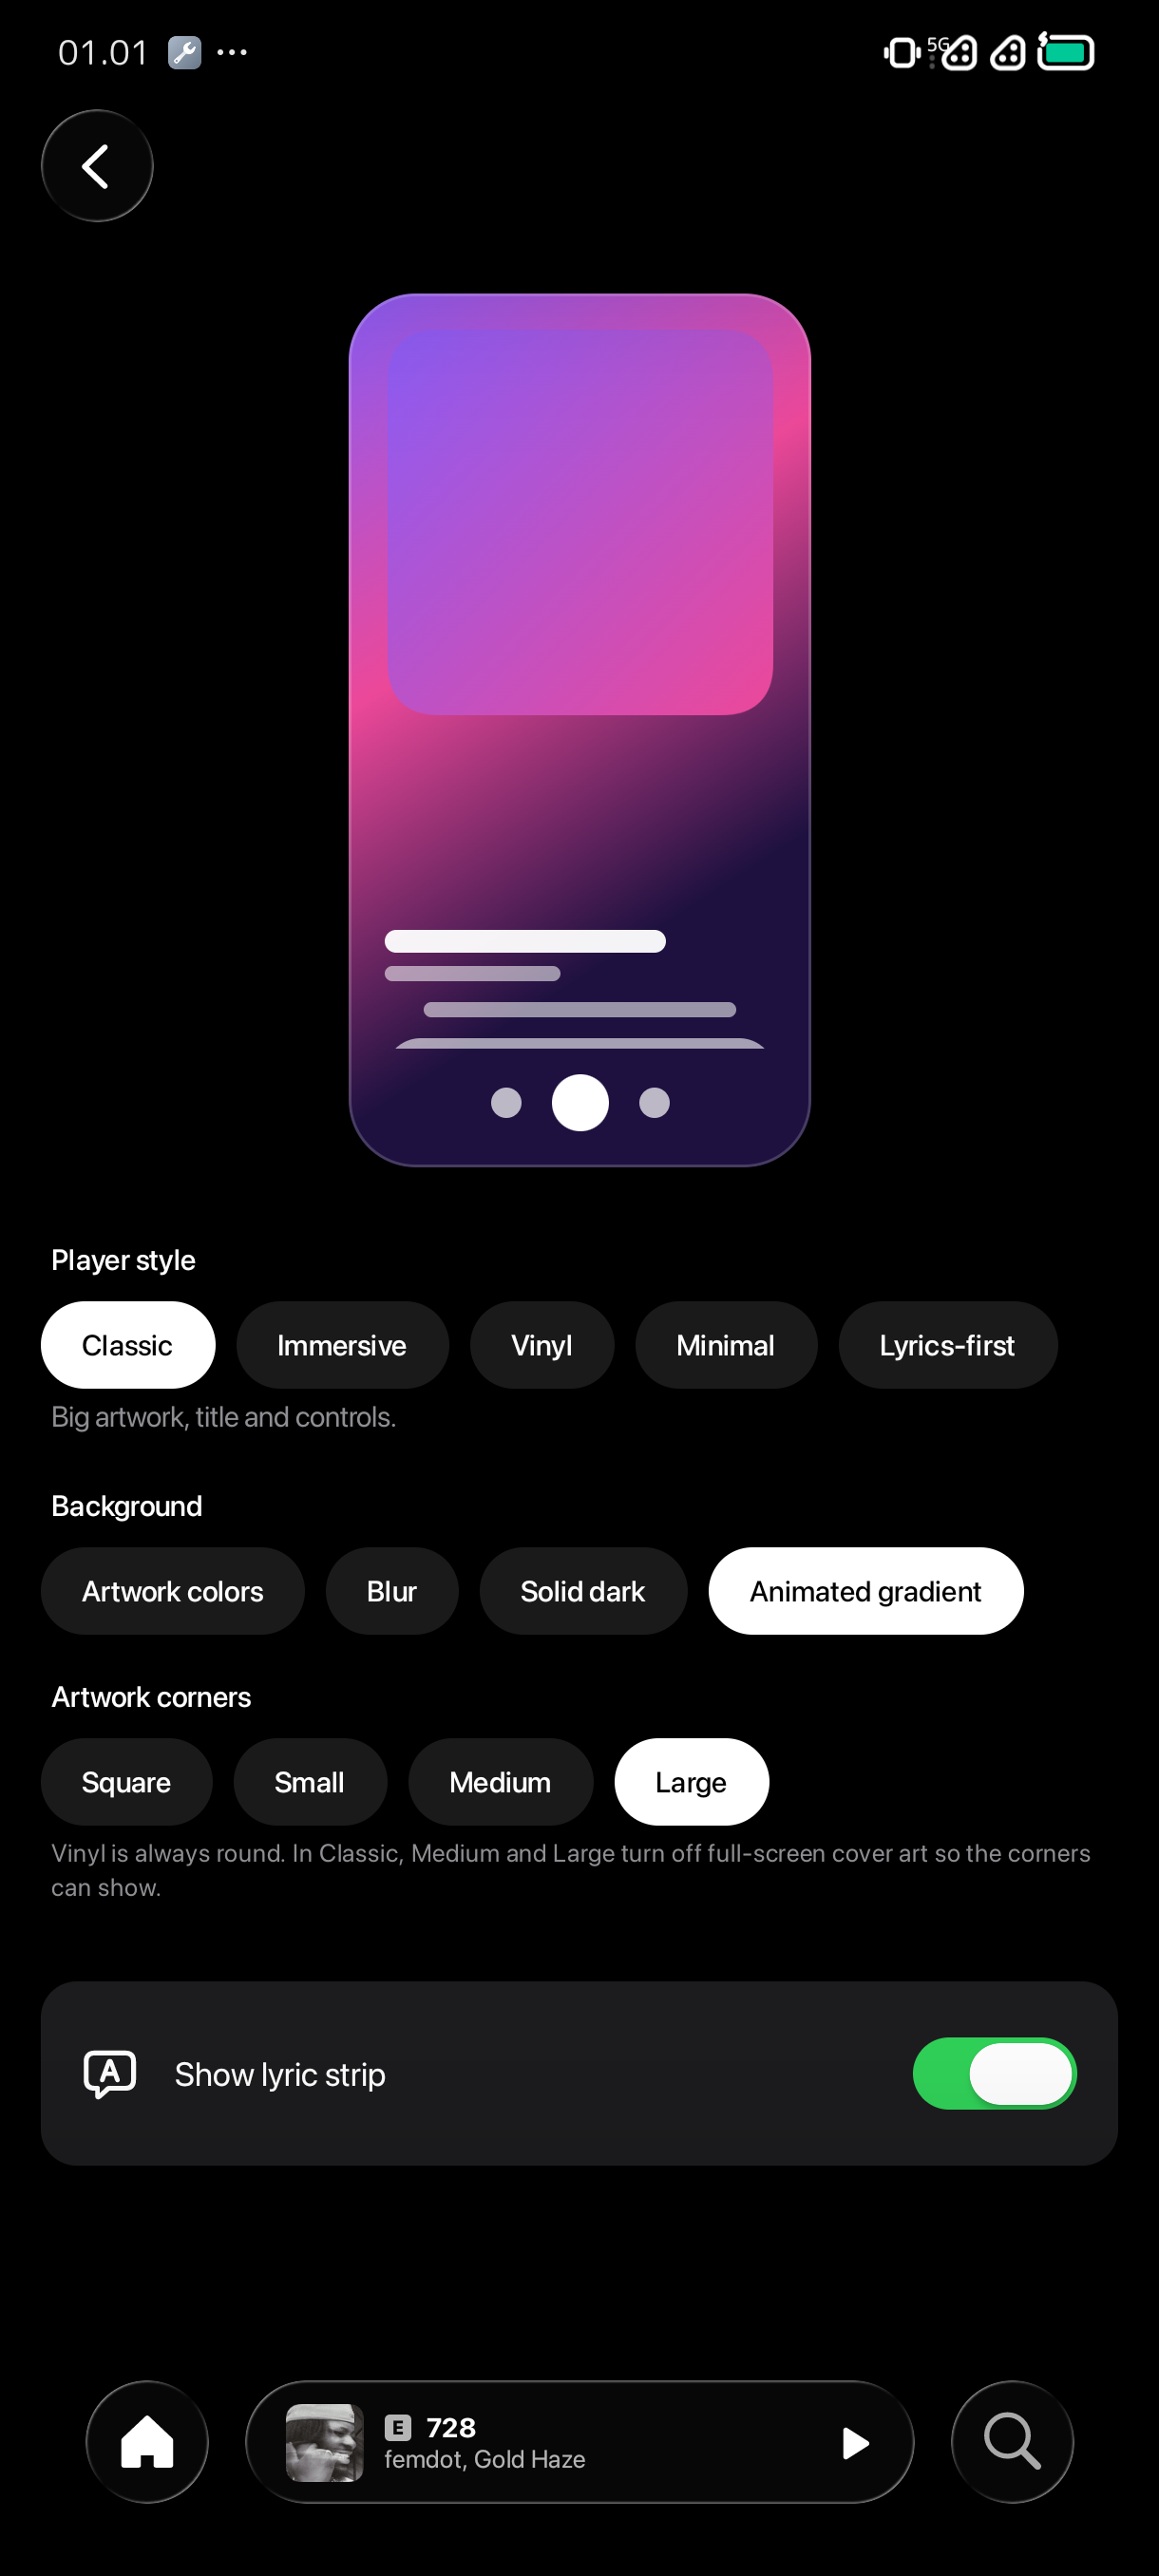 01.01
5G
Player style
Classic Immersive Vinyl Minimal Lyrics-first
Big artwork, title and controls.
Background
Artwork colors Blur Solid dark Animated gradient
Artwork corners
Square Small Medium Large
Vinyl is always round. In Classic, Medium and Large turn off full-screen cover art so the corners
can show.
A
Show lyric strip
E 728
femdot, Gold Haze